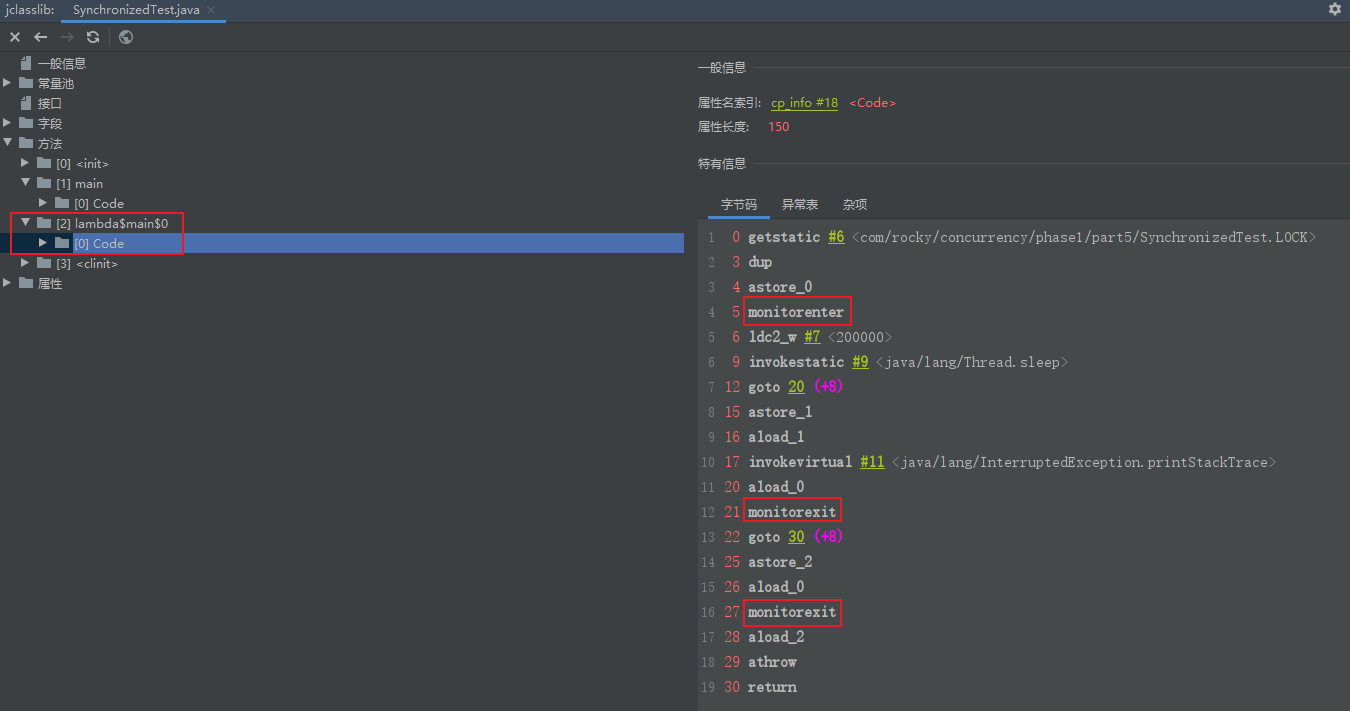 jclasslib: SynchronizedTest.java
一般信息
常量池
接口
字段
方法
[0] <init>
[1] main
[0] Code
[2] lambda$main$0
[0] Code
[3] <clinit>
属性
一般信息
属性名索引: cp_info #18 <Code>
属性长度: 150
特有信息
字节码 异常表 杂项
1 0 getstatic #6 <com/rocky/concurrency/phase1/part5/SynchronizedTest.LOCK>
2 3 dup
3 4 astore_0
4 5 monitorenter
5 6 ldc2_w #7 <200000>
6 9 invokestatic #9 <java/lang/Thread.sleep>
7 12 goto 20 (+8)
8 15 astore_1
9 16 aload_1
10 17 invokevirtual #11 <java/lang/InterruptedException.printStackTrace>
11 20 aload_0
12 21 monitorexit
13 22 goto 30 (+8)
14 25 astore_2
15 26 aload_0
16 27 monitorexit
17 28 aload_2
18 29 athrow
19 30 return